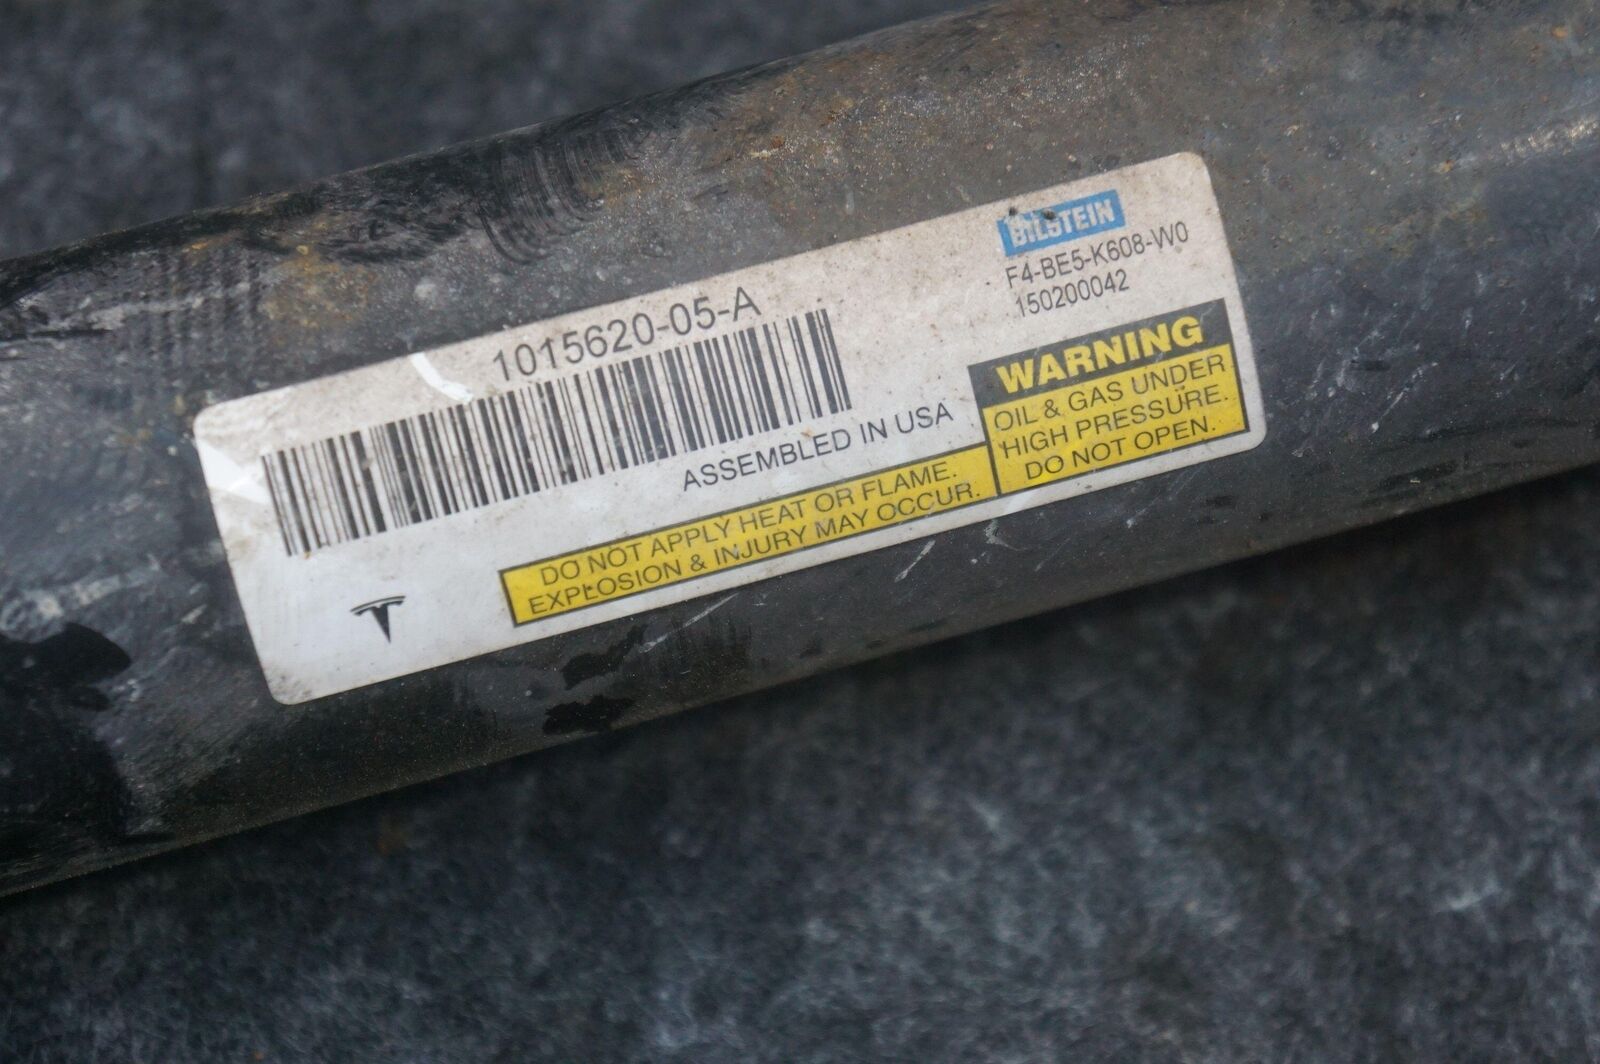 1015620-05-A
BILSTEIN
F4-BE5-K608-W0
150200042
ASSEMBLED IN USA
WARNING
OIL & GAS UNDER
HIGH PRESSURE.
DO NOT OPEN.
DO NOT APPLY HEAT OR FLAME.
EXPLOSION & INJURY MAY OCCUR.